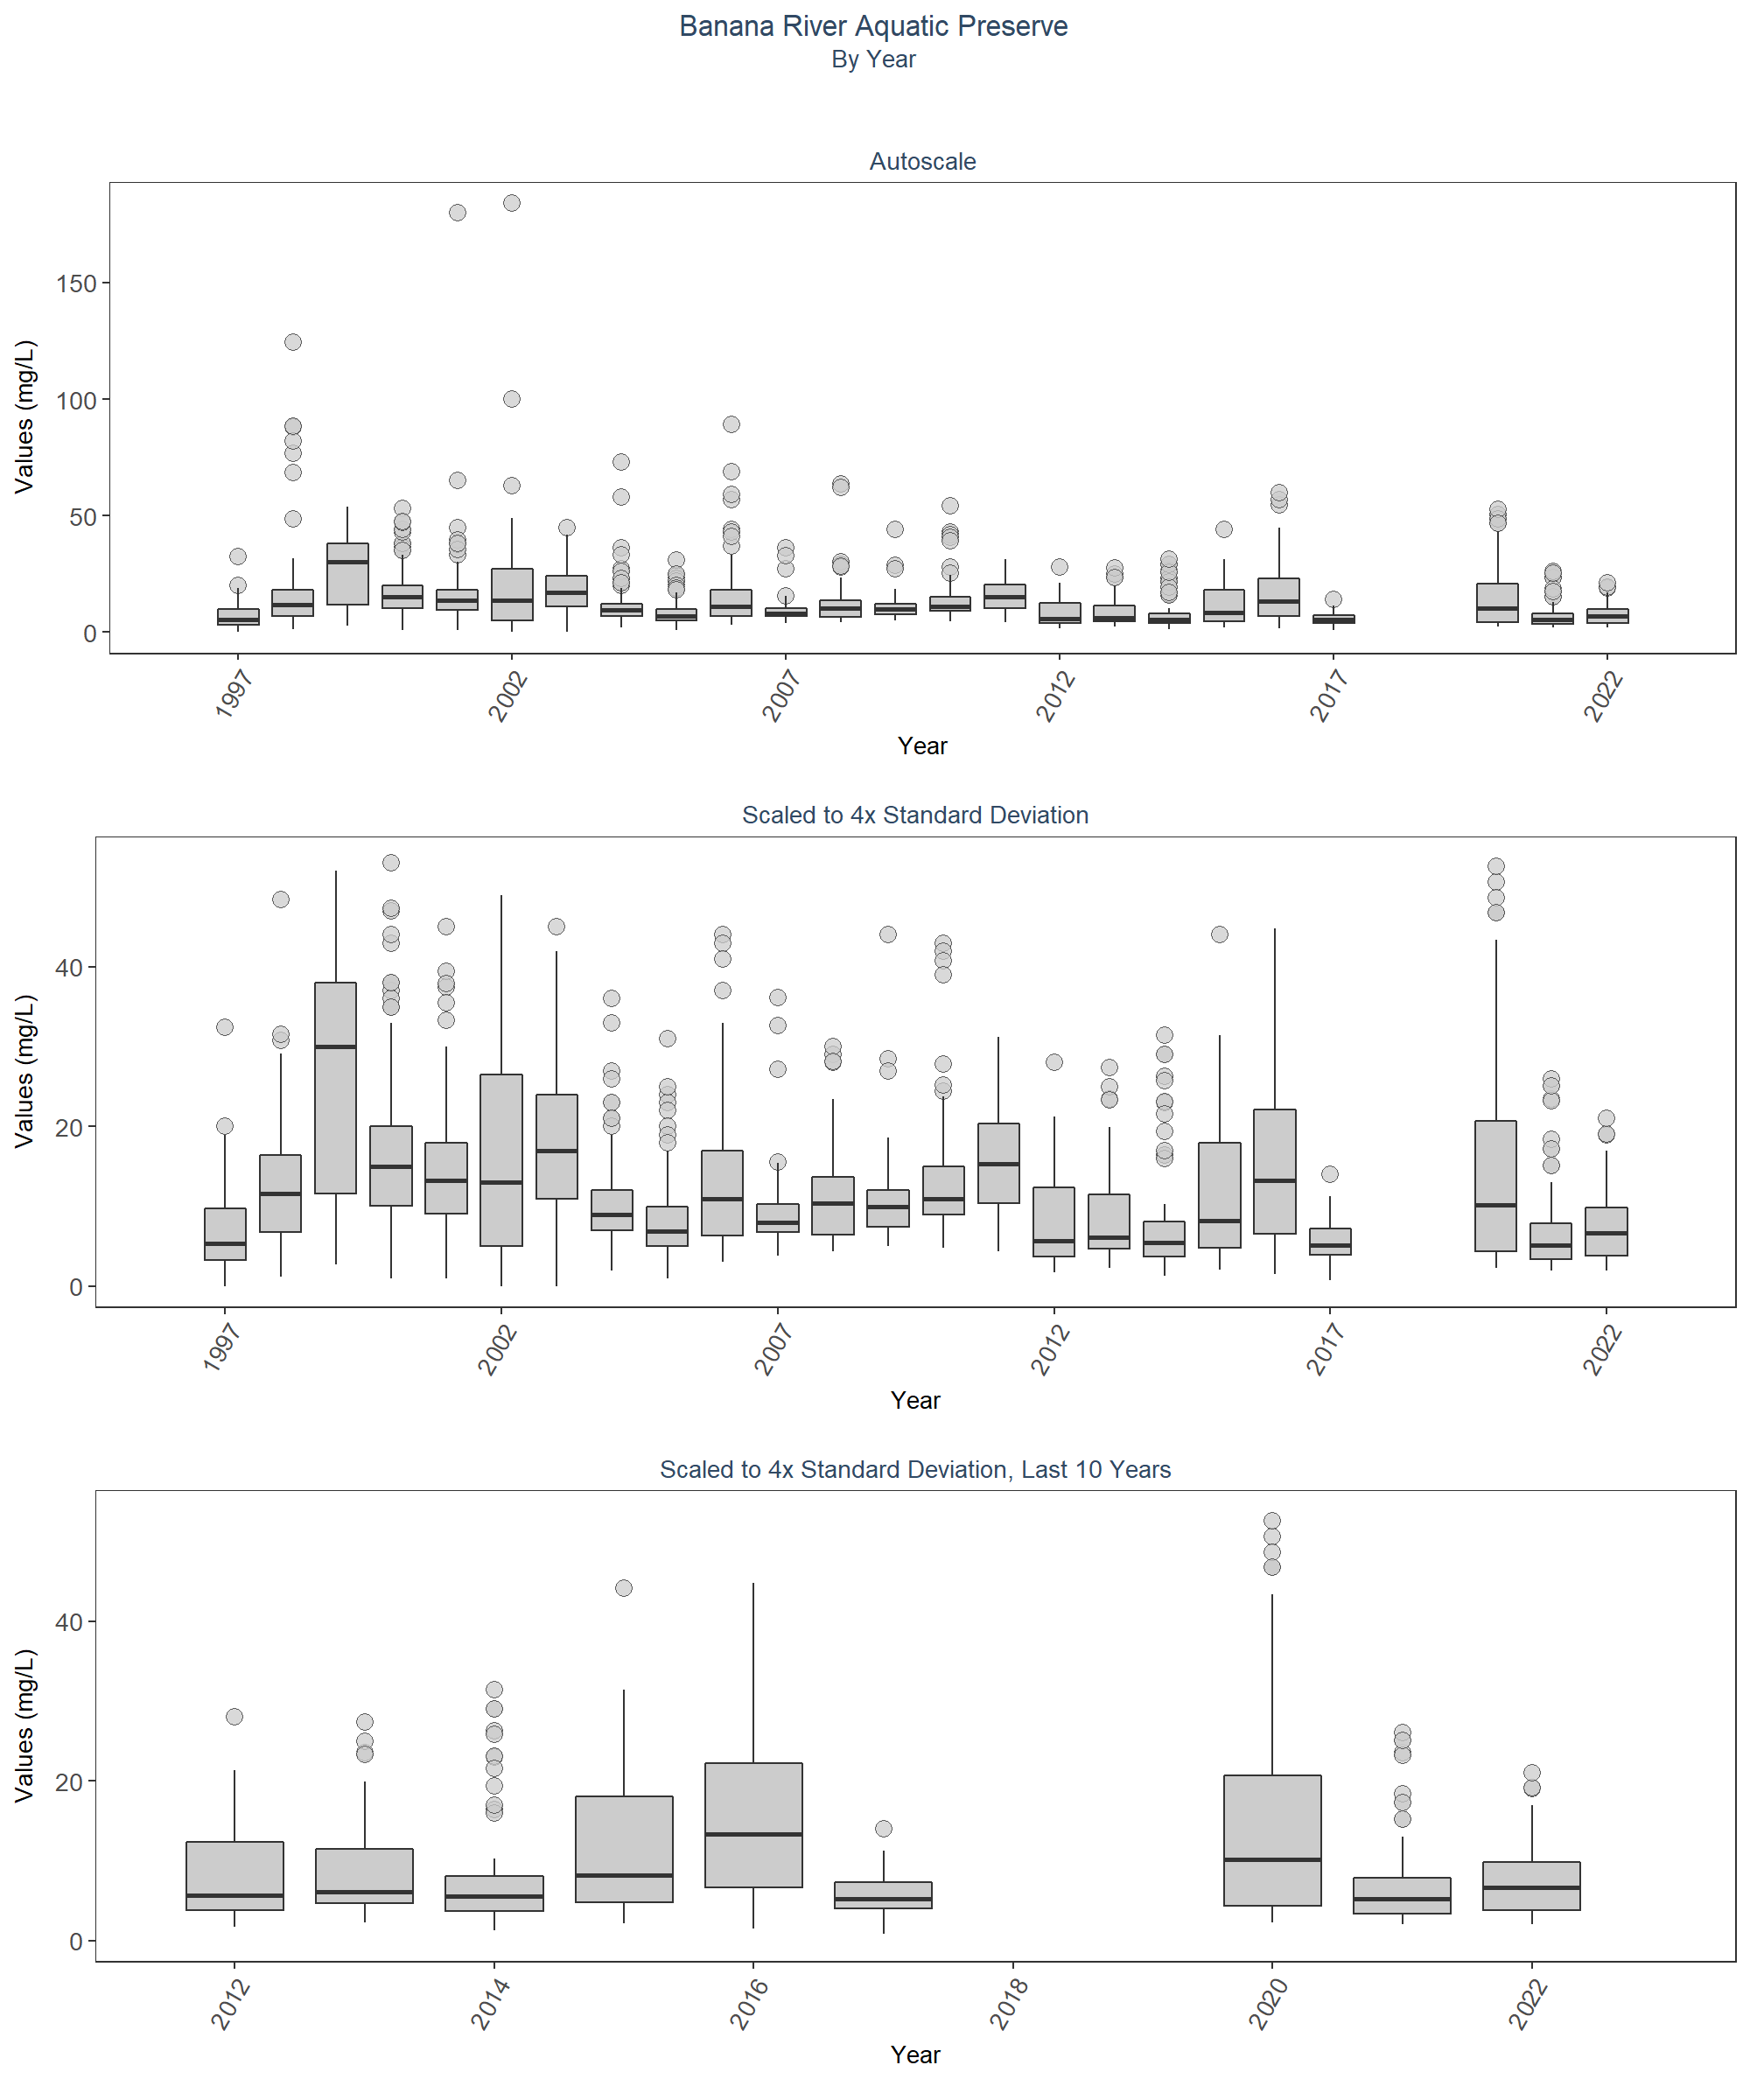 Banana River Aquatic Preserve
By Year
Autoscale
Values (mg/L)
150
100
50
0
1997
2002
2007
2012
2017
2022
Year
Scaled to 4x Standard Deviation
Values (mg/L)
40
20
0
1997
2002
2007
2012
2017
2022
Year
Scaled to 4x Standard Deviation, Last 10 Years
Values (mg/L)
40
20
0
2012
2014
2016
2018
2020
2022
Year